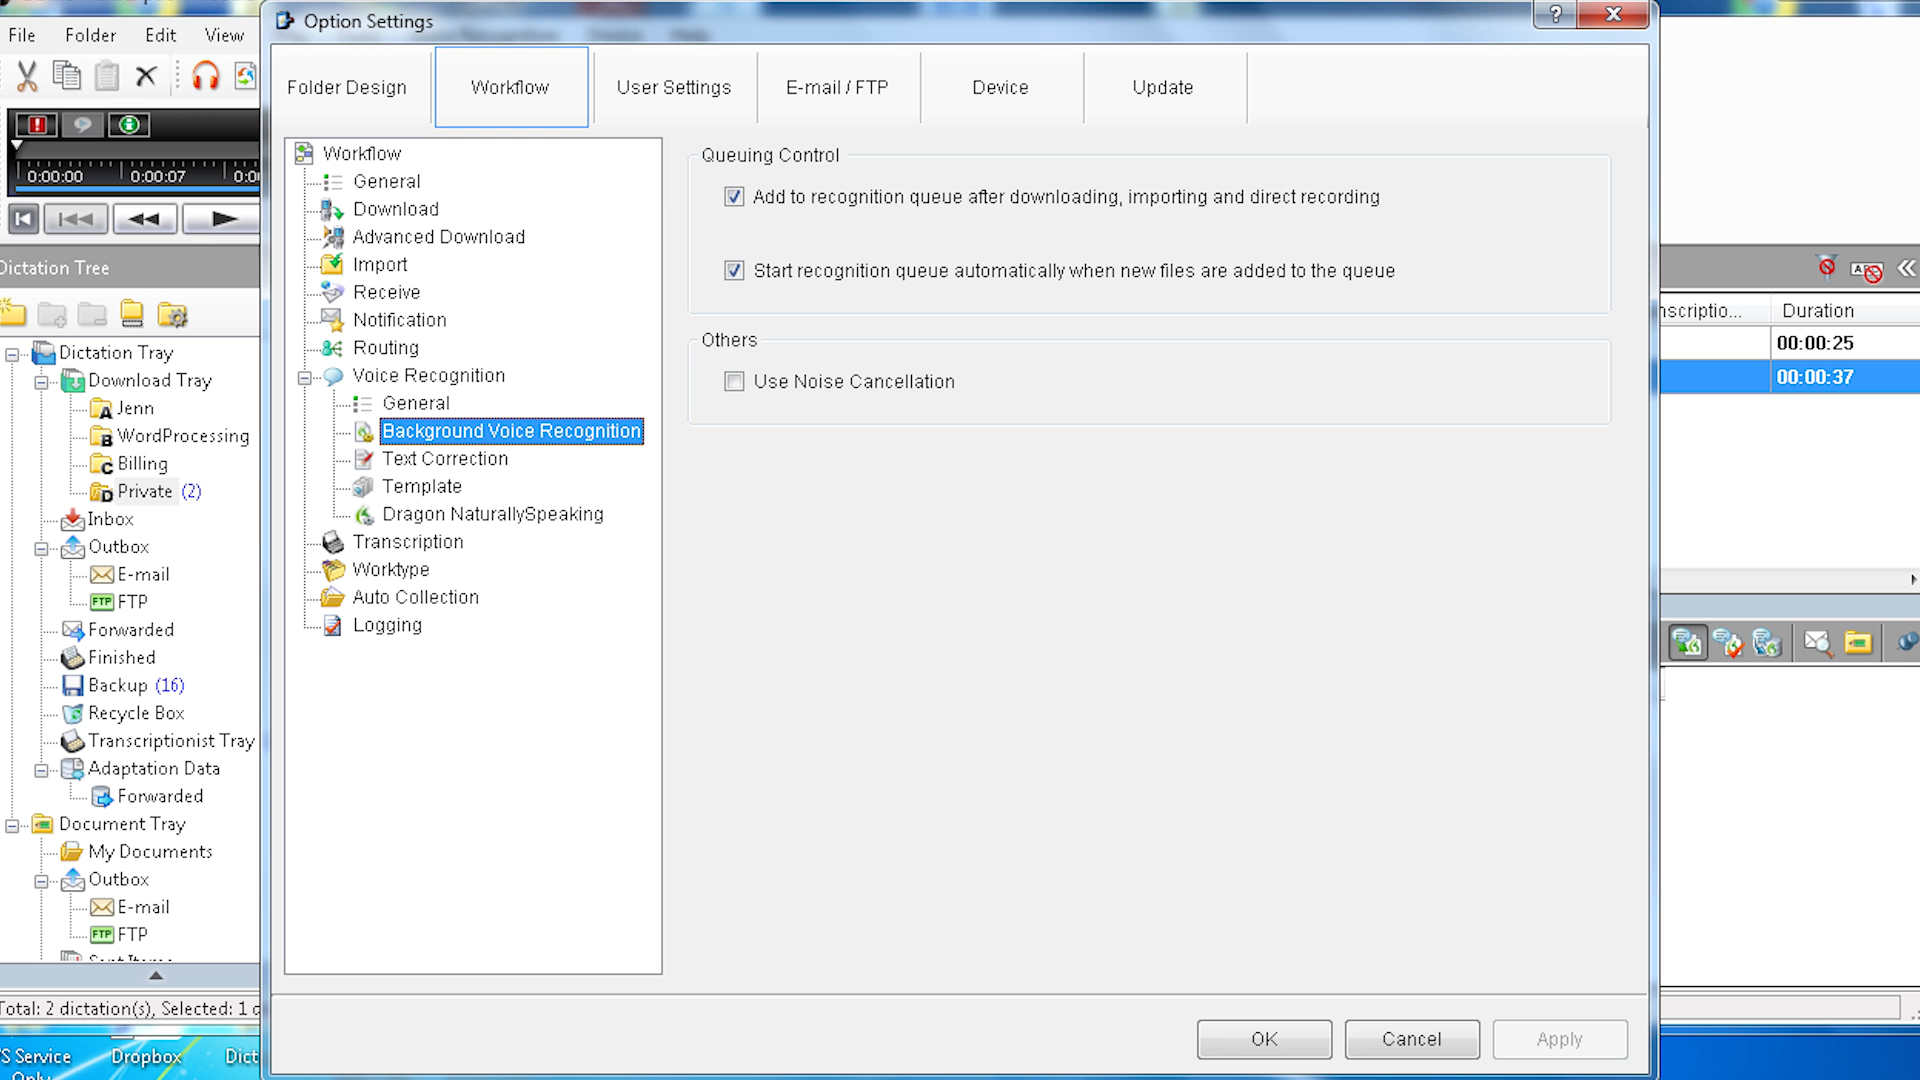 Option Settings
File Folder Edit View
Folder Design Workflow User Settings E-mail / FTP Device Update
0:00:00 0:00:07
Dictation Tree
Dictation Tray
Download Tray
Jenn
WordProcessing
Billing
Private (2)
Inbox
Outbox
E-mail
FTP
Forwarded
Finished
Backup (16)
Recycle Box
Transcriptionist Tray
Adaptation Data
Forwarded
Document Tray
My Documents
Outbox
E-mail
FTP
Total: 2 dictation(s), Selected: 1
Workflow
General
Download
Advanced Download
Import
Receive
Notification
Routing
Voice Recognition
General
Background Voice Recognition
Text Correction
Template
Dragon NaturallySpeaking
Transcription
Worktype
Auto Collection
Logging
Queuing Control
Add to recognition queue after downloading, importing and direct recording
Start recognition queue automatically when new files are added to the queue
Others
Use Noise Cancellation
OK Cancel Apply
nscriptio... Duration
00:00:25
00:00:37
S Service
Only
Dropbox
Dict